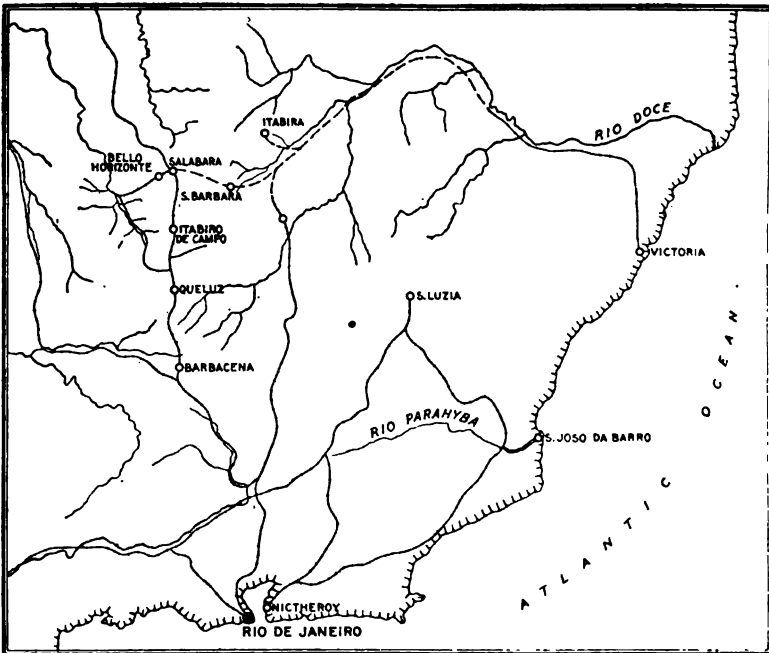 ITABIRA
RIO DOCE
BELLO
HORIZONTE
SALABARA
S. BARBARA
ITABIRO
DE CAMPO
VICTORIA
QUELUZ
S. LUZIA
BARBACENA
RIO PARAHYBA
S. JOSO DA BARRO
ATLANTIC OCEAN
NICTHEROY
RIO DE JANEIRO